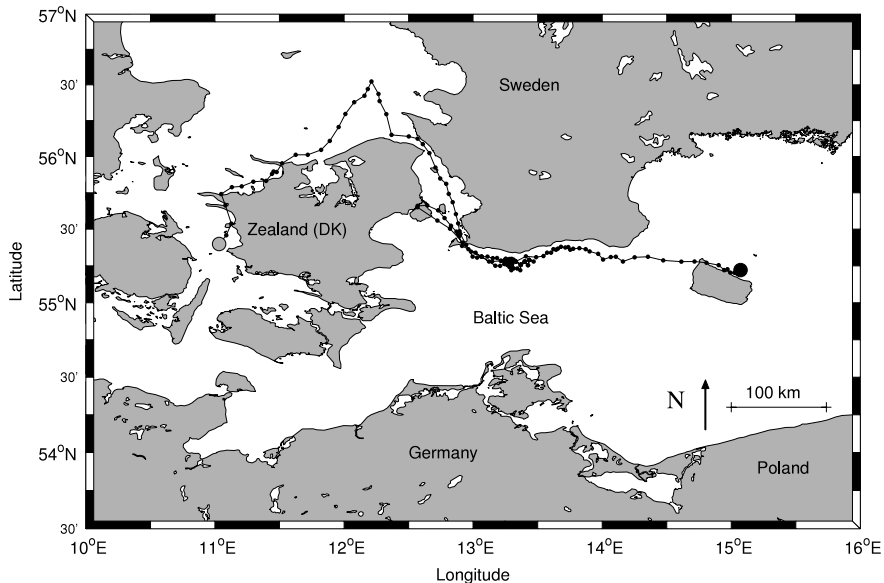 57°N
30'
56°N
30'
55°N
30'
54°N
30'
Latitude
Sweden
Zealand (DK)
Baltic Sea
N
100 km
Germany
Poland
10°E 11°E 12°E 13°E 14°E 15°E 16°E
Longitude